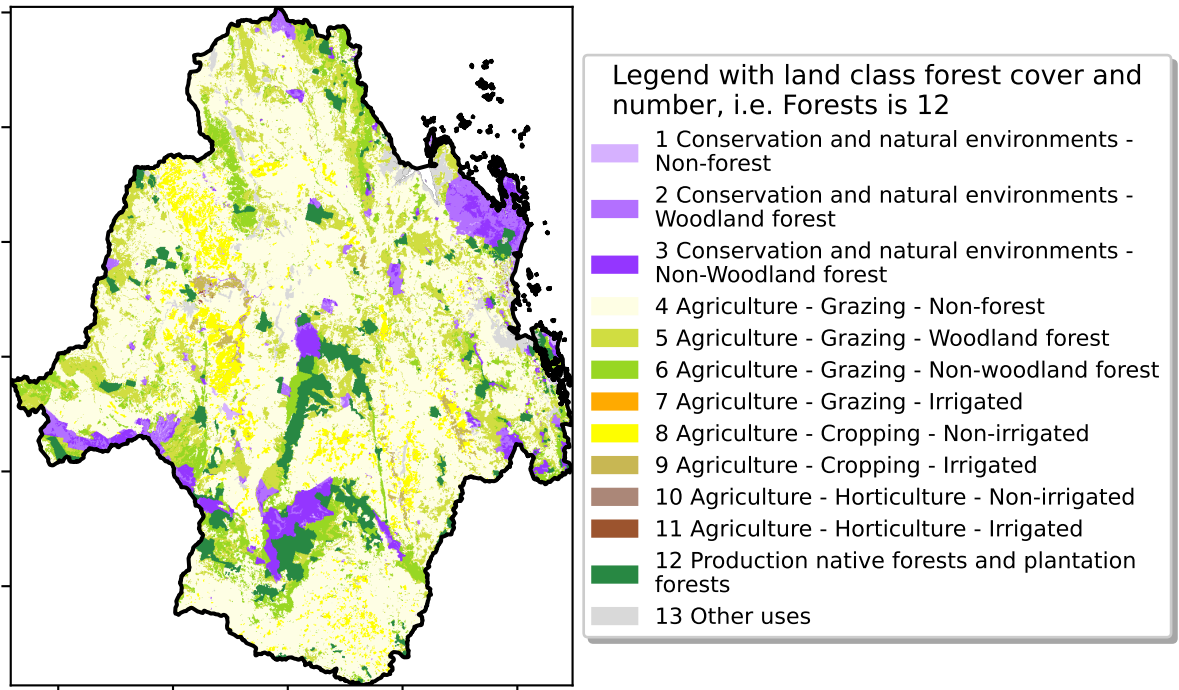 Legend with land class forest cover and
number, i.e. Forests is 12
1 Conservation and natural environments -
Non-forest
2 Conservation and natural environments -
Woodland forest
3 Conservation and natural environments -
Non-Woodland forest
4 Agriculture - Grazing - Non-forest
5 Agriculture - Grazing - Woodland forest
6 Agriculture - Grazing - Non-woodland forest
7 Agriculture - Grazing - Irrigated
8 Agriculture - Cropping - Non-irrigated
9 Agriculture - Cropping - Irrigated
10 Agriculture - Horticulture - Non-irrigated
11 Agriculture - Horticulture - Irrigated
12 Production native forests and plantation
forests
13 Other uses